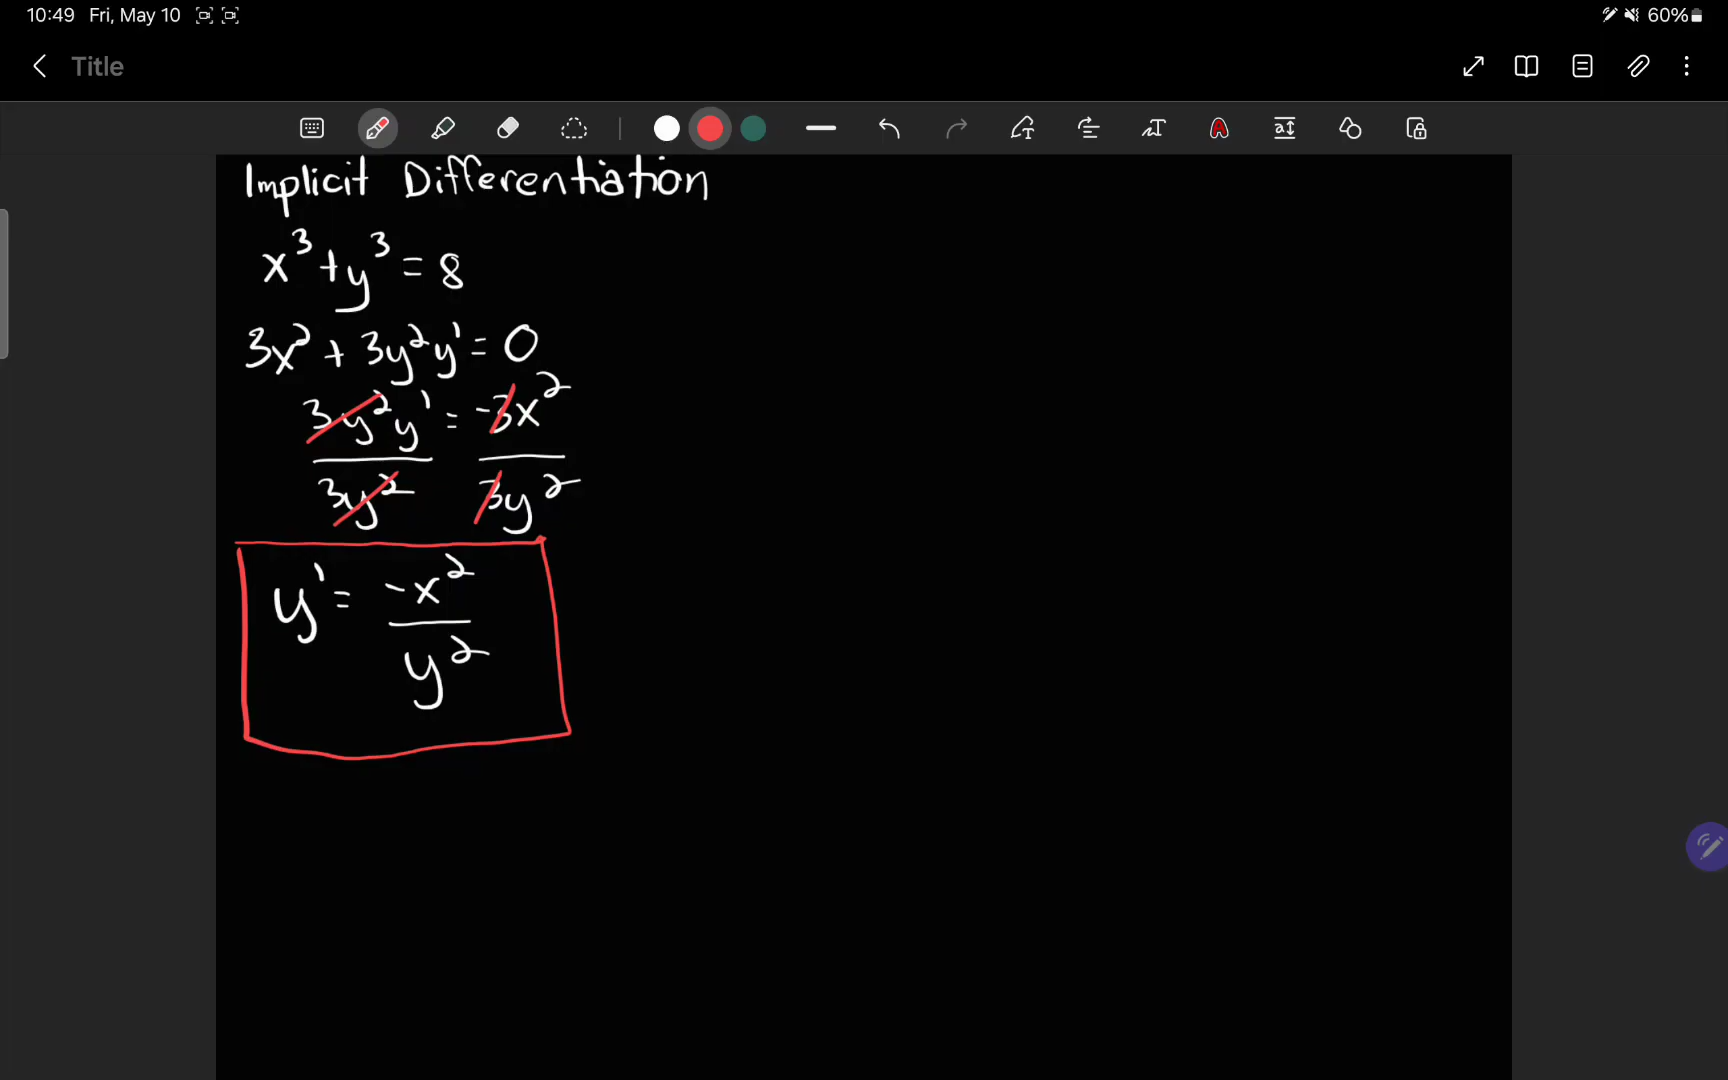 10:49 Fri, May 10 60%
Title
Implicit Differentiation
x³+y³=8
3x²+3y²y'=0
3y²y' = -3x²
3y² 3y²
y'= -x²
y²